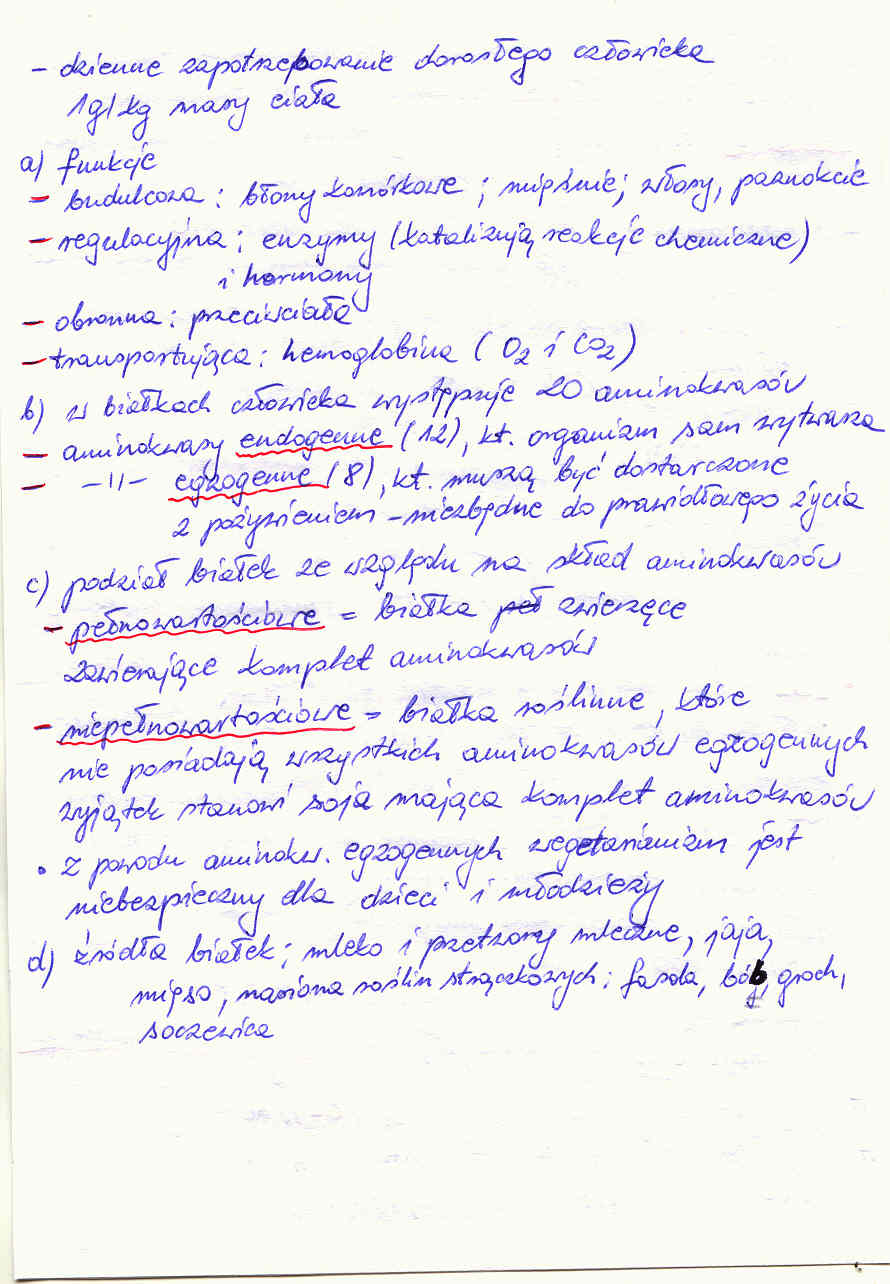 - dzienne zapotrzebowanie dorosłego człowieka
1g/kg masy ciała
a) funkcje
- budulcowa: błony komórkowe; mięśnie; włosy, paznokcie
- regulacyjna: enzymy (katalizują reakcje chemiczne)
i hormony
- obronna: przeciwciała
- transportująca: hemoglobina (O₂ i CO₂)
b) w białkach człowieka występuje 20 aminokwasów
- aminokwasy endogenne (12), kt. organizm sam wytwarza
- -||- egzogenne (8), kt. muszą być dostarczone
z pożywieniem - niezbędne do prawidłowego życia
c) podział białek ze względu na skład aminokwasów
- pełnowartościowe = białka peł zwierzęce
zawierające komplet aminokwasów
- niepełnowartościowe = białka roślinne, które
nie posiadają wszystkich aminokwasów egzogennych
wyjątek stanowi soja mająca komplet aminokwasów
• z powodu aminokw. egzogennych wegetarianizm jest
niebezpieczny dla dzieci i młodzieży
d) źródła białek; mleko i przetwory mleczne, jaja,
mięso, nasiona roślin strączkowych: fasola, bób, groch,
soczewica